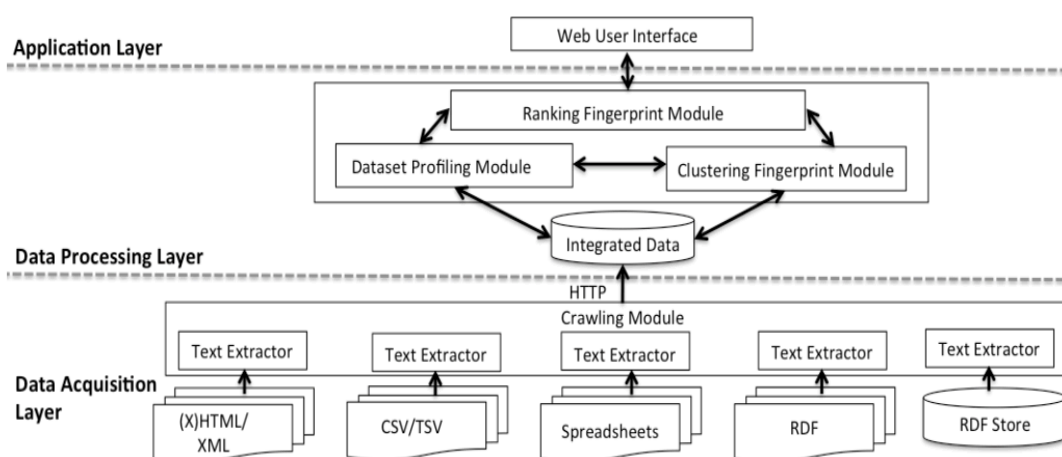 Web User Interface
Application Layer
Ranking Fingerprint Module
Dataset Profiling Module
Clustering Fingerprint Module
Integrated Data
Data Processing Layer
HTTP
Crawling Module
Text Extractor
Text Extractor
Text Extractor
Text Extractor
Text Extractor
Data Acquisition
Layer
(X)HTML/
XML
CSV/TSV
Spreadsheets
RDF
RDF Store